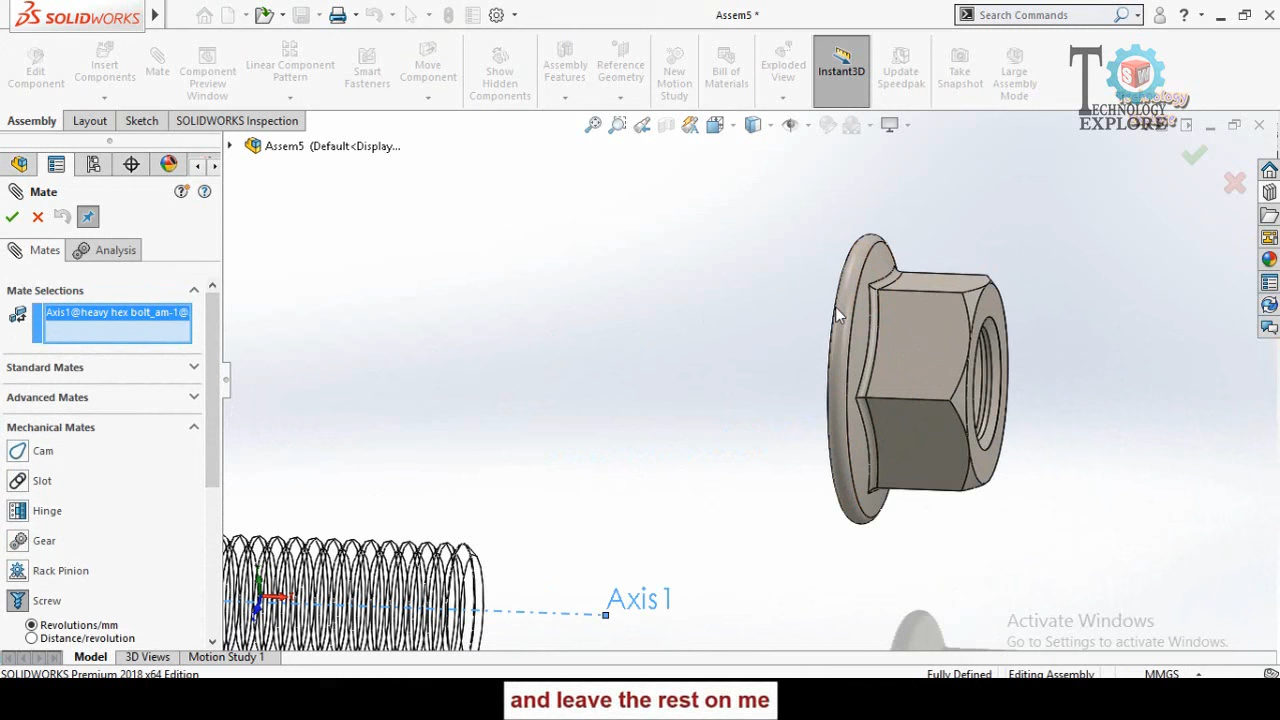 SOLIDWORKS
Assem5 *
Search Commands
Edit Component
Insert Components
Mate
Component Preview Window
Linear Component Pattern
Smart Fasteners
Move Component
Show Hidden Components
Assembly Features
Reference Geometry
New Motion Study
Bill of Materials
Exploded View
Instant3D
Update Speedpak
Take Snapshot
Large Assembly Mode
TECHNOLOGY
EXPLORE
Assembly
Layout
Sketch
SOLIDWORKS Inspection
Assem5 (Default<Display...
Mate
Mates
Analysis
Mate Selections
Axis1@heavy hex bolt_am-1@
Standard Mates
Advanced Mates
Mechanical Mates
Cam
Slot
Hinge
Gear
Rack Pinion
Screw
Revolutions/mm
Distance/revolution
Axis1
Activate Windows
Go to Settings to activate Windows.
Model
3D Views
Motion Study 1
SOLIDWORKS Premium 2018 x64 Edition
Fully Defined
Editing Assembly
MMGS
and leave the rest on me